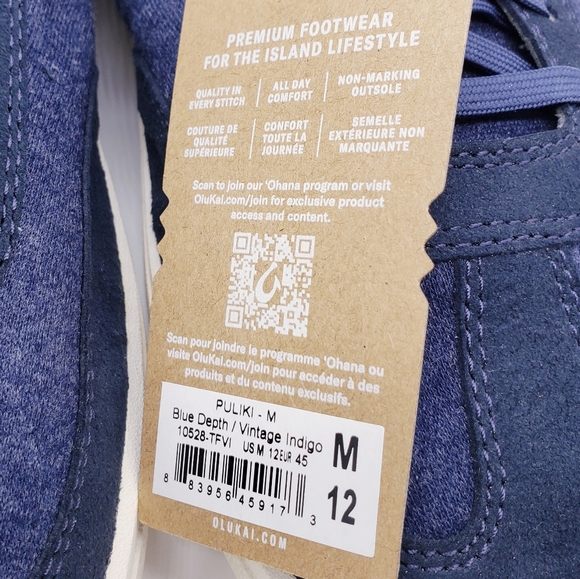 PREMIUM FOOTWEAR
FOR THE ISLAND LIFESTYLE
QUALITY IN
EVERY STITCH
ALL DAY
COMFORT
NON-MARKING
OUTSOLE
COUTURE DE
QUALITÉ
SUPÉRIEURE
CONFORT
TOUTE LA
JOURNÉE
SEMELLE
EXTÉRIEURE NON
MARQUANTE
Scan to join our 'Ohana program or visit
OluKai.com/join for exclusive product
access and content.
Scan pour joindre le programme 'Ohana ou
visite OluKai.com/join pour accéder à des
produits et du contenu exclusifs.
PULIKI - M
Blue Depth / Vintage Indigo
10528-TFVI US M 12 EUR 45
M
12
8 83956 45917 3
OLUKAI.COM